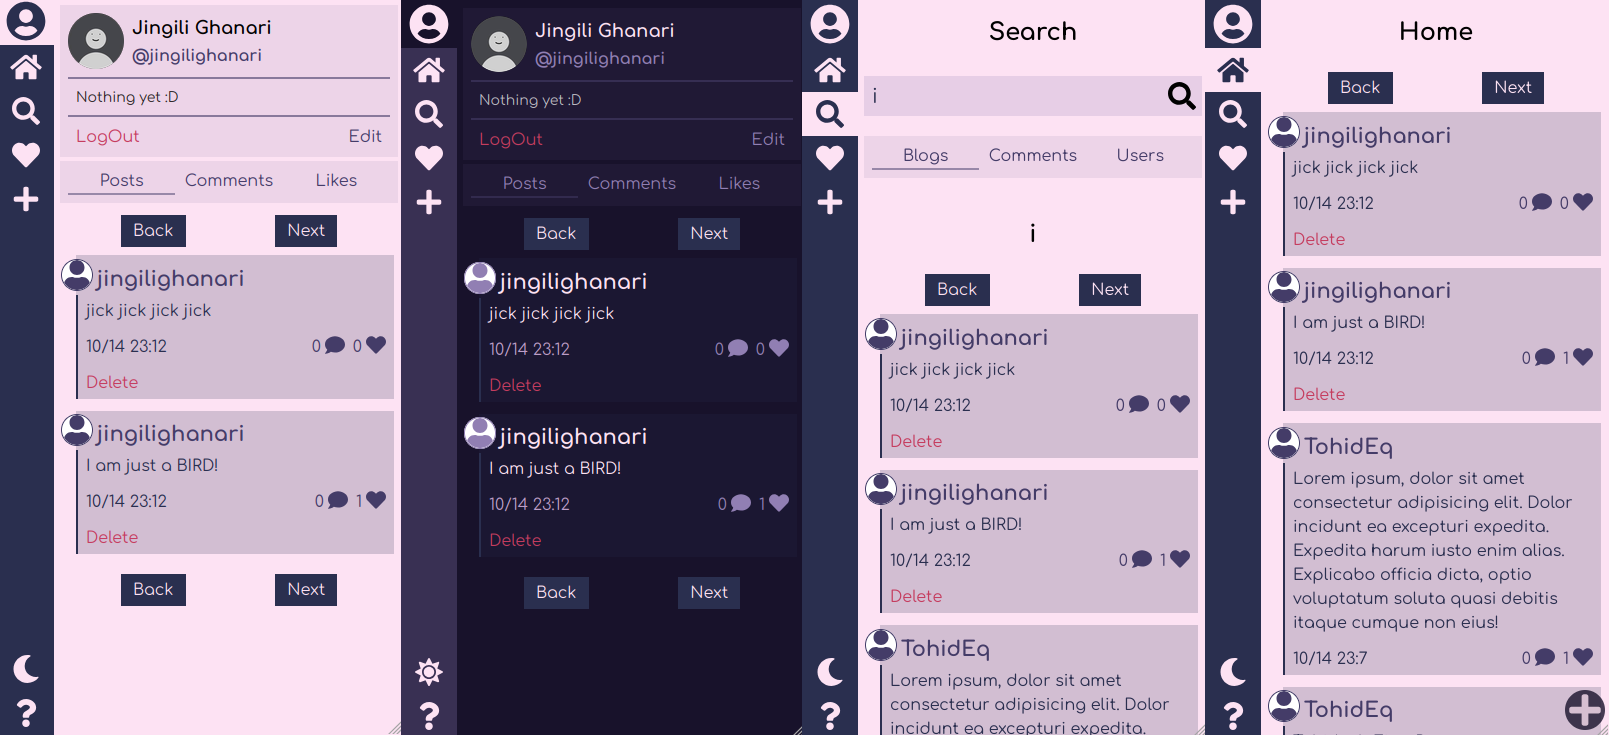 Jingili Ghanari
@jingilighanari
Nothing yet :D
LogOut Edit
Posts Comments Likes
Back Next
jingilighanari
jick jick jick jick
10/14 23:12 0 0
Delete
jingilighanari
I am just a BIRD!
10/14 23:12 0 1
Delete
Back Next
Jingili Ghanari
@jingilighanari
Nothing yet :D
LogOut Edit
Posts Comments Likes
Back Next
jingilighanari
jick jick jick jick
10/14 23:12 0 0
Delete
jingilighanari
I am just a BIRD!
10/14 23:12 0 1
Delete
Back Next
Search
i
Blogs Comments Users
i
Back Next
jingilighanari
jick jick jick jick
10/14 23:12 0 0
Delete
jingilighanari
I am just a BIRD!
10/14 23:12 0 1
Delete
TohidEq
Lorem ipsum, dolor sit amet
consectetur adipisicing elit. Dolor
incidunt ea excepturi expedita.
Home
Back Next
jingilighanari
jick jick jick jick
10/14 23:12 0 0
Delete
jingilighanari
I am just a BIRD!
10/14 23:12 0 1
Delete
TohidEq
Lorem ipsum, dolor sit amet
consectetur adipisicing elit. Dolor
incidunt ea excepturi expedita.
Expedita harum iusto enim alias.
Explicabo officia dicta, optio
voluptatum soluta quasi debitis
itaque cumque non eius!
10/14 23:7 0 1
TohidEq